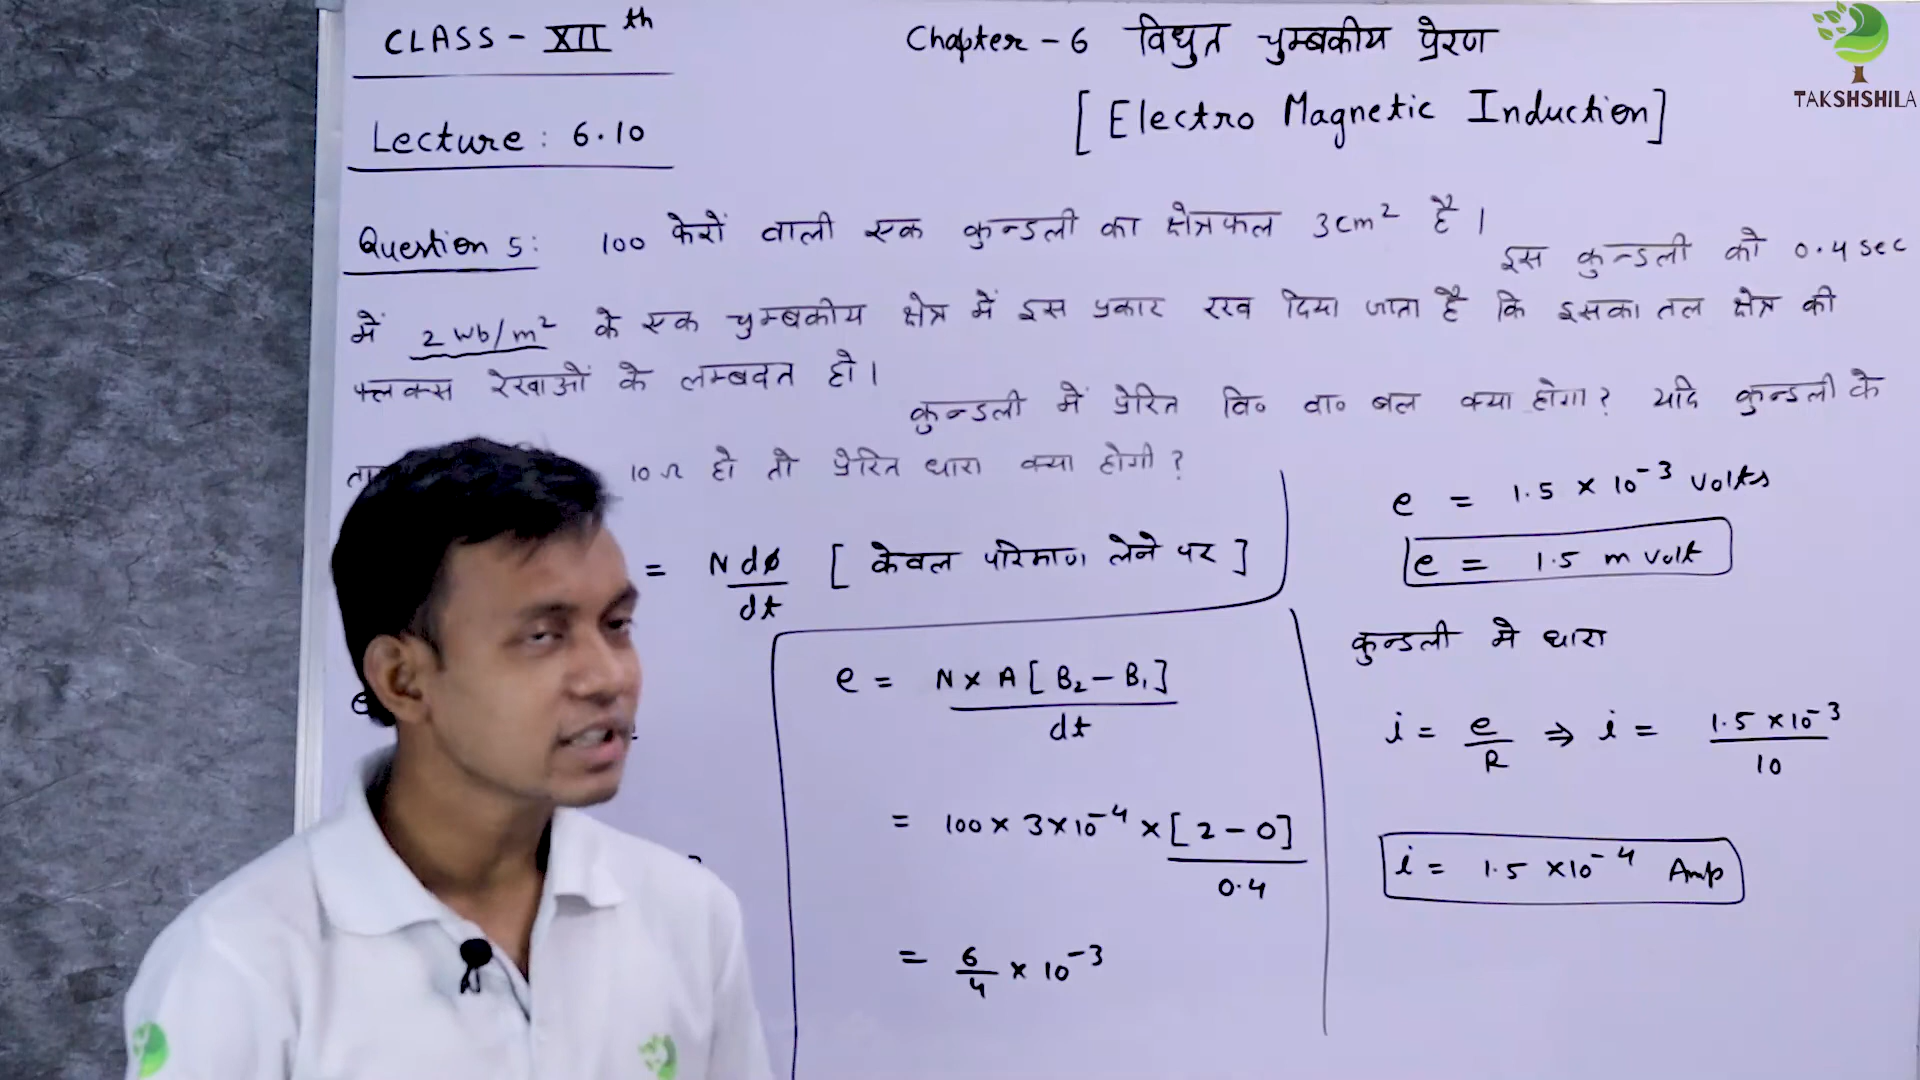 CLASS - XII th
Chapter - 6 विधुत चुम्बकीय प्रेरण
[Electro Magnetic Induction]
TAKSHSHILA
Lecture : 6.10
Question 5: 100 फेरों वाली एक कुन्डली का क्षेत्रफल 3 cm² है । इस कुन्डली को 0.4 sec
में 2 wb/m² के एक चुम्बकीय क्षेत्र में इस प्रकार रख दिया जाता है कि इसका तल क्षेत्र की
फ्लक्स रेखाओं के लम्बवत हो । कुन्डली में प्रेरित वि० वा० बल क्या होगा ? यदि कुन्डली के
10 Ω हो तो प्रेरित धारा क्या होगी ?
= N dϕ / dt [ केवल परिमाण लेने पर ]
e = N × A [ B₂ - B₁ ] / dt
= 100 × 3 × 10⁻⁴ × [ 2 - 0 ] / 0.4
= 6/4 × 10⁻³
e = 1.5 × 10⁻³ volts
e = 1.5 m volt
कुन्डली मे धारा
i = e/R ⇒ i = 1.5 × 10⁻³ / 10
i = 1.5 × 10⁻⁴ Amp